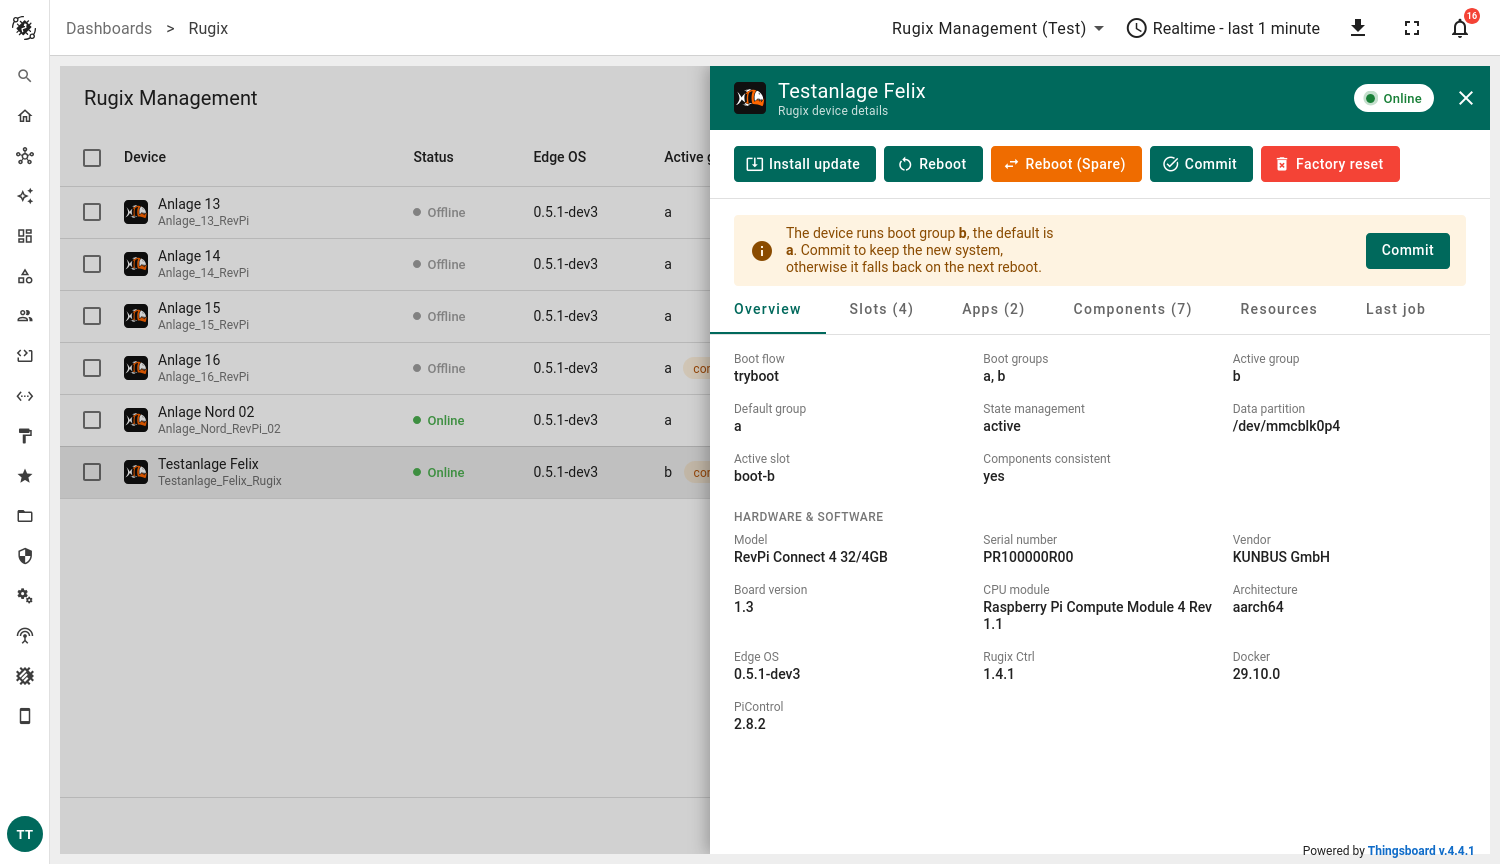 Dashboards > Rugix
Rugix Management (Test)
Realtime - last 1 minute
16
Rugix Management
Device Status Edge OS Active g
Anlage 13
Anlage_13_RevPi
Offline 0.5.1-dev3 a
Anlage 14
Anlage_14_RevPi
Offline 0.5.1-dev3 a
Anlage 15
Anlage_15_RevPi
Offline 0.5.1-dev3 a
Anlage 16
Anlage_16_RevPi
Offline 0.5.1-dev3 a con
Anlage Nord 02
Anlage_Nord_RevPi_02
Online 0.5.1-dev3 a
Testanlage Felix
Testanlage_Felix_Rugix
Online 0.5.1-dev3 b con
TT
Testanlage Felix
Rugix device details
Online
Install update Reboot Reboot (Spare) Commit Factory reset
The device runs boot group b, the default is
a. Commit to keep the new system,
otherwise it falls back on the next reboot.
Commit
Overview Slots (4) Apps (2) Components (7) Resources Last job
Boot flow Boot groups Active group
tryboot a, b b
Default group State management Data partition
a active /dev/mmcblk0p4
Active slot Components consistent
boot-b yes
HARDWARE & SOFTWARE
Model Serial number Vendor
RevPi Connect 4 32/4GB PR100000R00 KUNBUS GmbH
Board version CPU module Architecture
1.3 Raspberry Pi Compute Module 4 Rev aarch64
1.1
Edge OS Rugix Ctrl Docker
0.5.1-dev3 1.4.1 29.10.0
PiControl
2.8.2
Powered by Thingsboard v.4.4.1